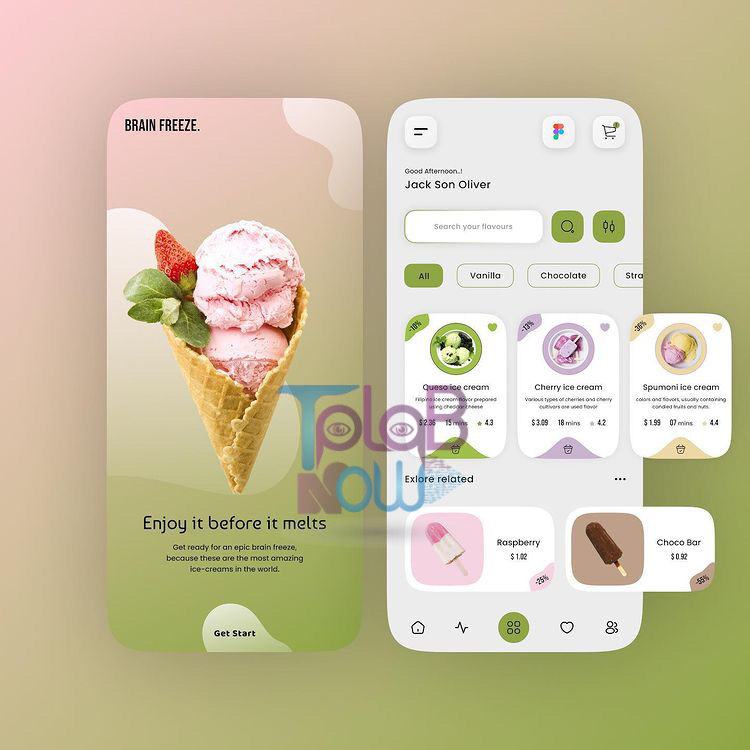 BRAIN FREEZE.
Enjoy it before it melts
Get ready for an epic brain freeze,
because these are the most amazing
ice-creams in the world.
Get Start
Good Afternoon..!
Jack Son Oliver
Search your flavours
All
Vanilla
Chocolate
Stra
-10%
Queso ice cream
Filipino ice cream flavor prepared
using cheddar cheese
$ 2.36 15 mins 4.3
-13%
Cherry ice cream
Various types of cherries and cherry
cultivars are used flavor
$ 3.09 18 mins 4.2
-36%
Spumoni ice cream
colors and flavors, usually containing
candied fruits and nuts.
$ 1.99 07 mins 4.4
Exlore related
Raspberry
$ 1.02
-25%
Choco Bar
$ 0.92
-55%
TolaB
NOW